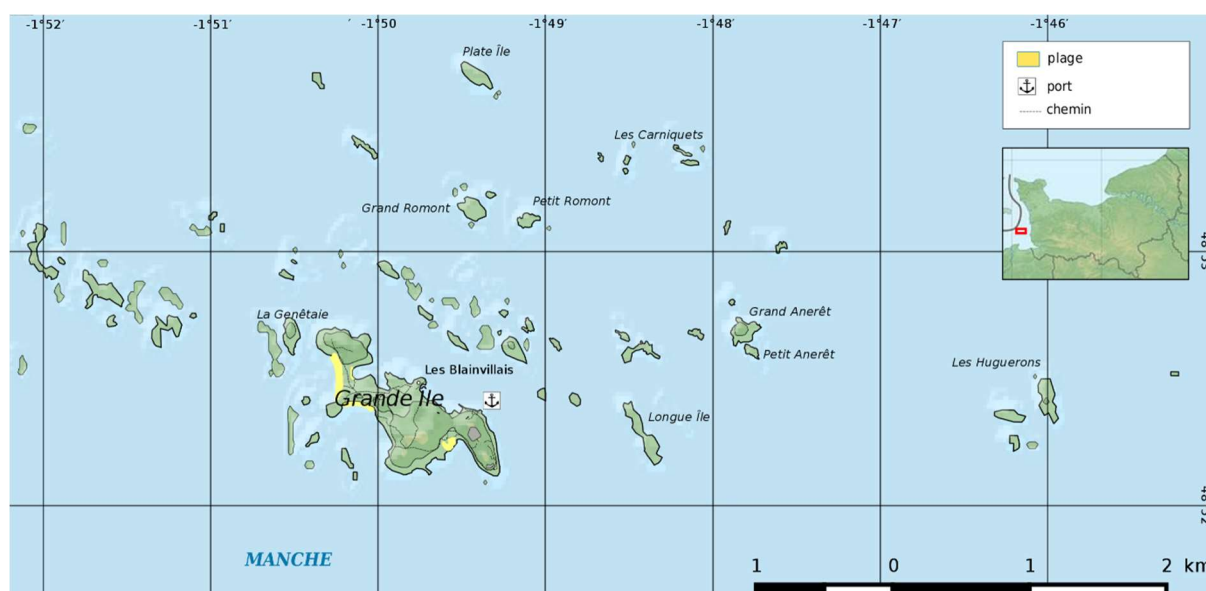 -1°52′ -1°51′ -1°50 -1°49′ -1°48′ -1°47′ -1°46′
Plate Île
plage
port
chemin
Les Carniquets
Grand Romont
Petit Romont
La Genêtaie
Grand Anerêt
Petit Anerêt
Les Huguerons
Les Blainvillais
Grande Île
Longue Île
MANCHE
1 0 1 2 km